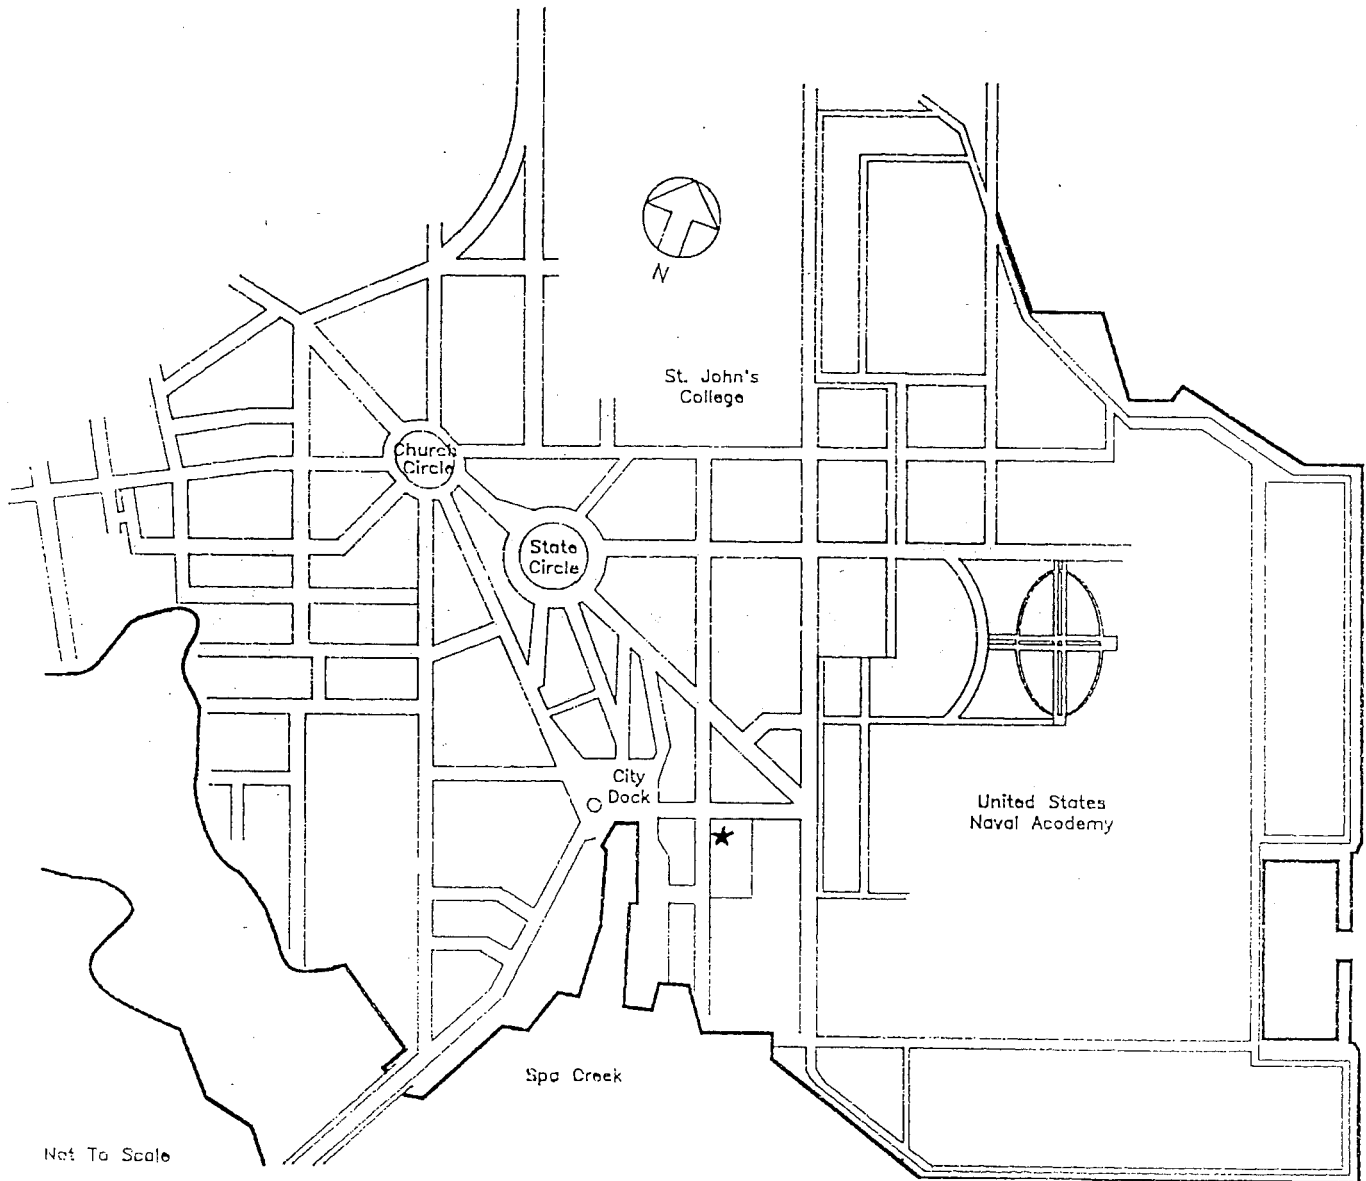 N
St. John's
College
Church
Circle
State
Circle
City
Dock
United States
Naval Academy
Spa Creek
Not To Scale